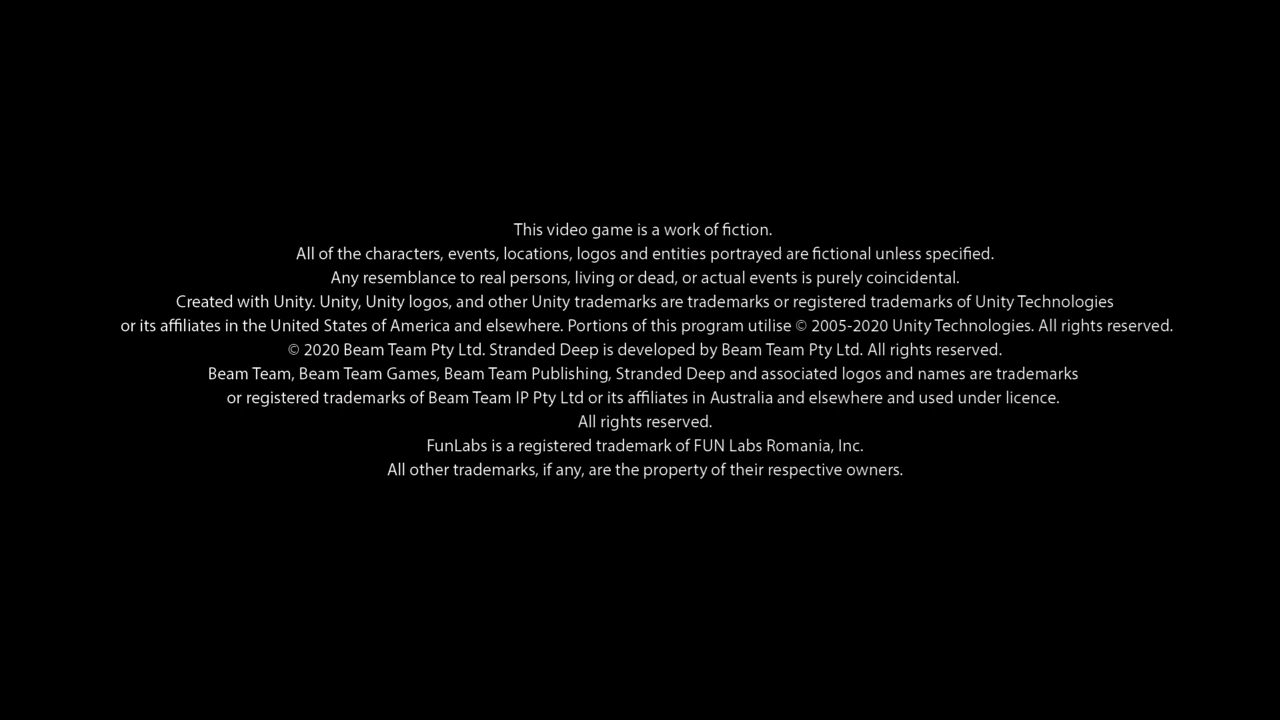 This video game is a work of fiction.
All of the characters, events, locations, logos and entities portrayed are fictional unless specified.
Any resemblance to real persons, living or dead, or actual events is purely coincidental.
Created with Unity. Unity, Unity logos, and other Unity trademarks are trademarks or registered trademarks of Unity Technologies
or its affiliates in the United States of America and elsewhere. Portions of this program utilise © 2005-2020 Unity Technologies. All rights reserved.
© 2020 Beam Team Pty Ltd. Stranded Deep is developed by Beam Team Pty Ltd. All rights reserved.
Beam Team, Beam Team Games, Beam Team Publishing, Stranded Deep and associated logos and names are trademarks
or registered trademarks of Beam Team IP Pty Ltd or its affiliates in Australia and elsewhere and used under licence.
All rights reserved.
FunLabs is a registered trademark of FUN Labs Romania, Inc.
All other trademarks, if any, are the property of their respective owners.